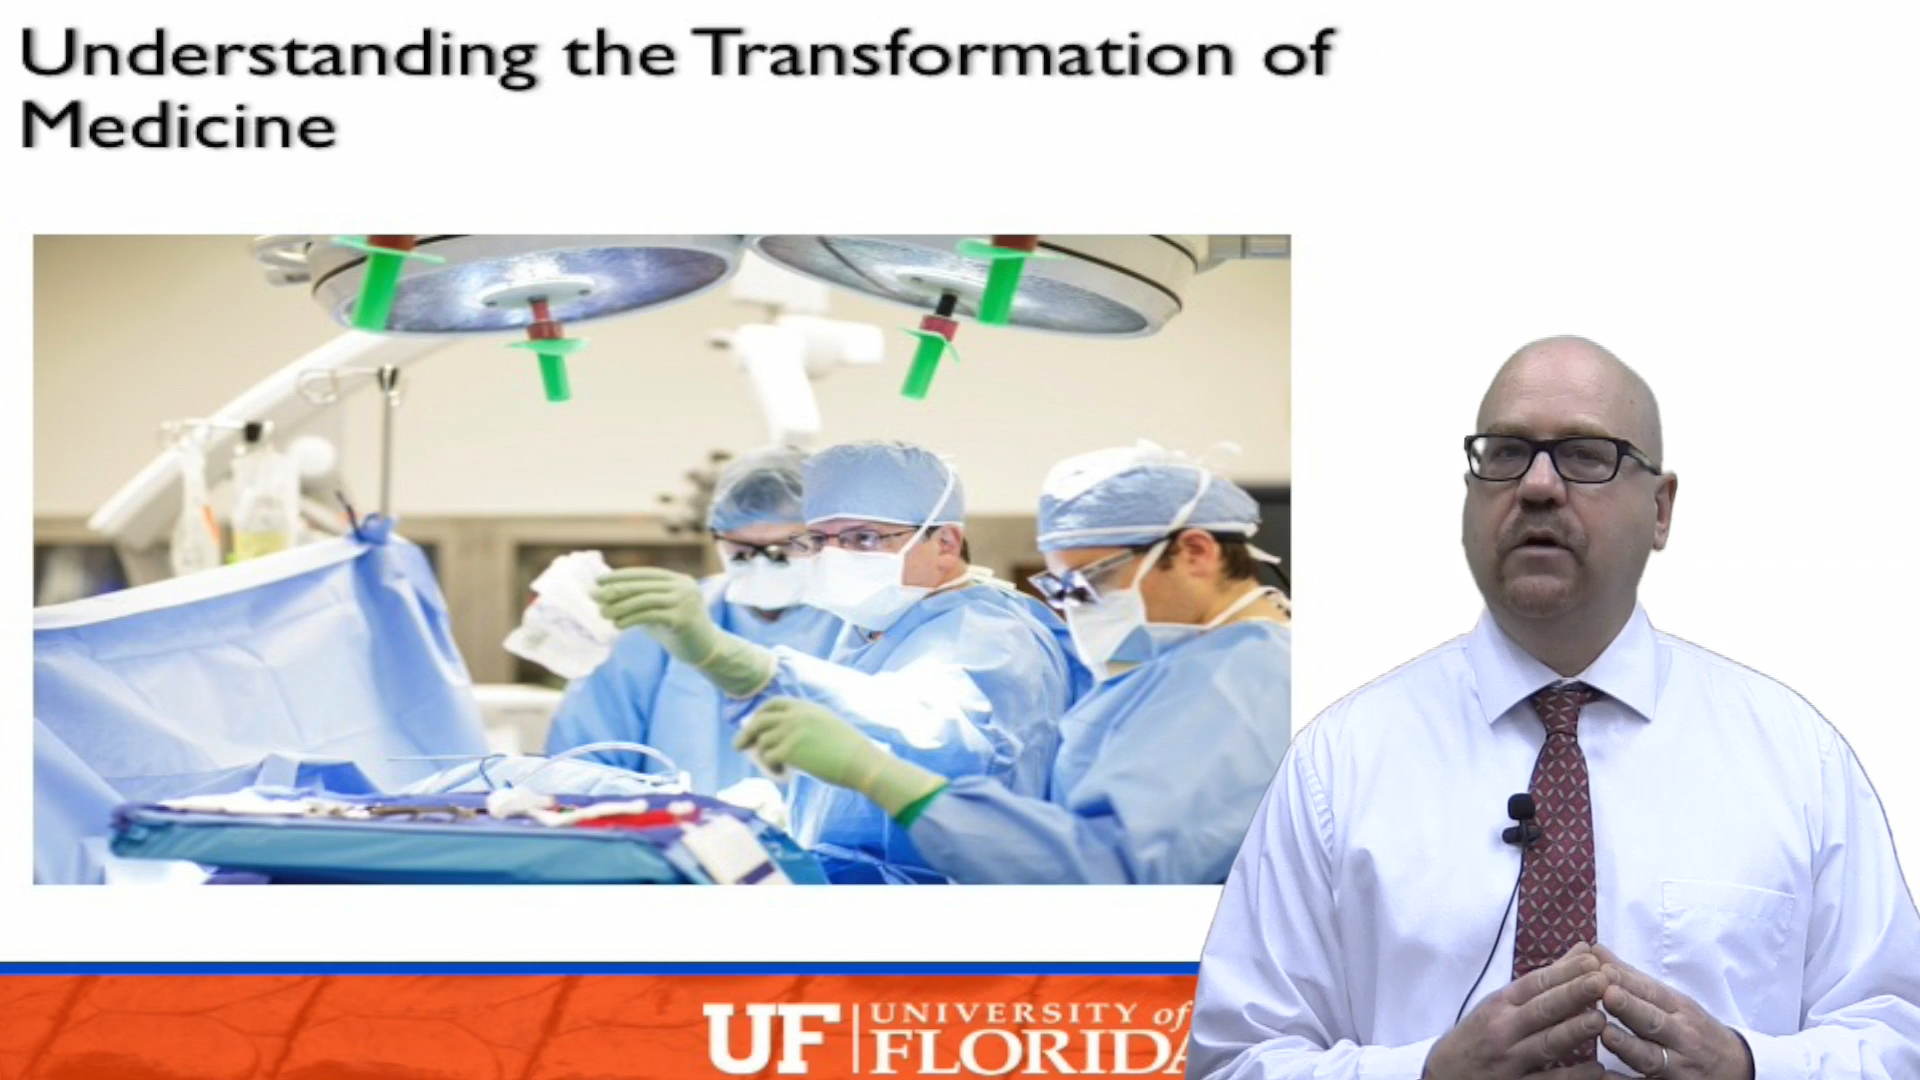 Understanding the Transformation of
Medicine
UF
UNIVERSITY of
FLORIDA